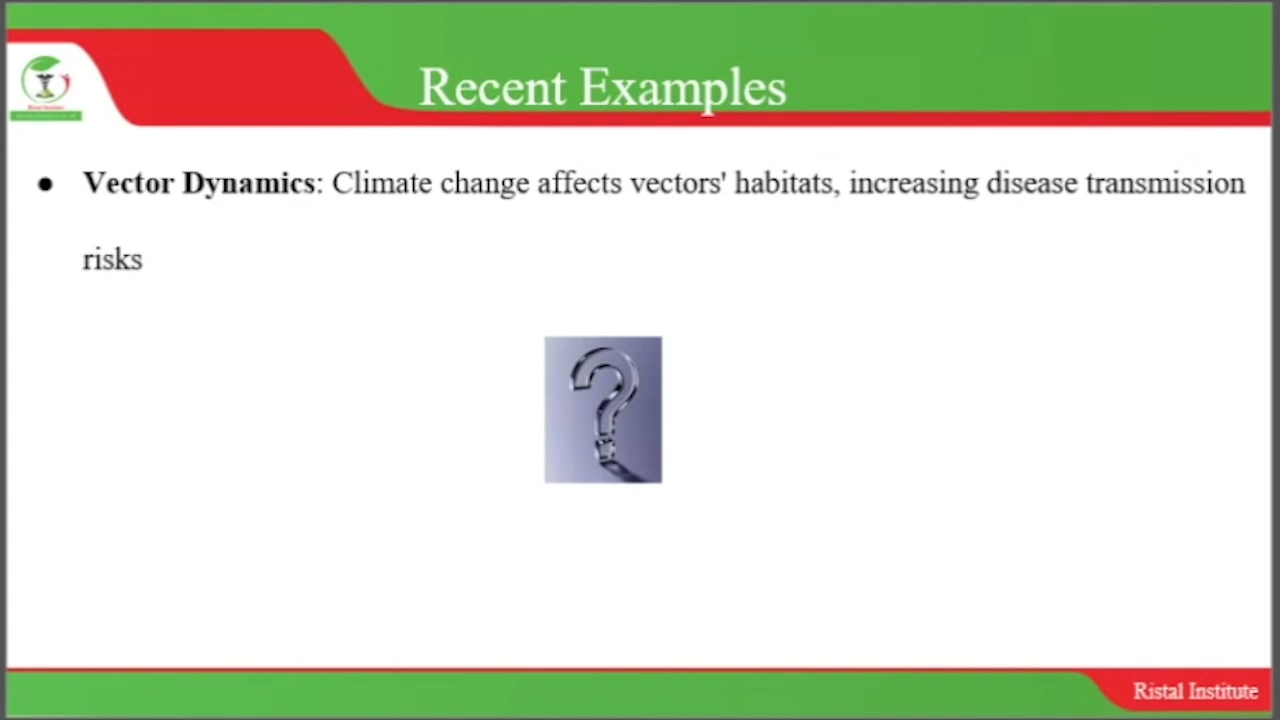 Recent Examples
● Vector Dynamics: Climate change affects vectors' habitats, increasing disease transmission
risks
Ristal Institute